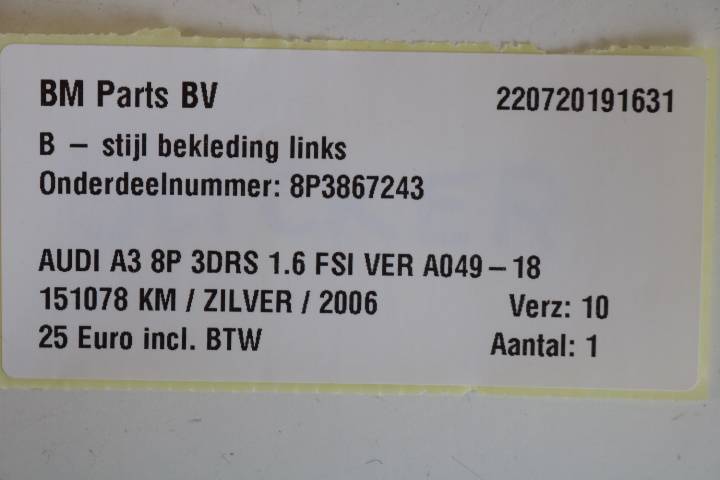 BM Parts BV 220720191631
B – stijl bekleding links
Onderdeelnummer: 8P3867243
AUDI A3 8P 3DRS 1.6 FSI VER A049 – 18
151078 KM / ZILVER / 2006 Verz: 10
25 Euro incl. BTW Aantal: 1